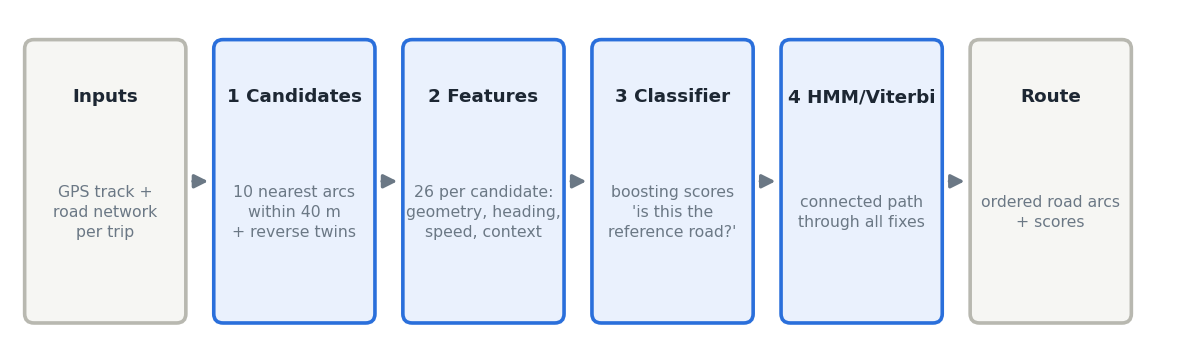 Inputs
GPS track +
road network
per trip
1 Candidates
10 nearest arcs
within 40 m
+ reverse twins
2 Features
26 per candidate:
geometry, heading,
speed, context
3 Classifier
boosting scores
'is this the
reference road?'
4 HMM/Viterbi
connected path
through all fixes
Route
ordered road arcs
+ scores